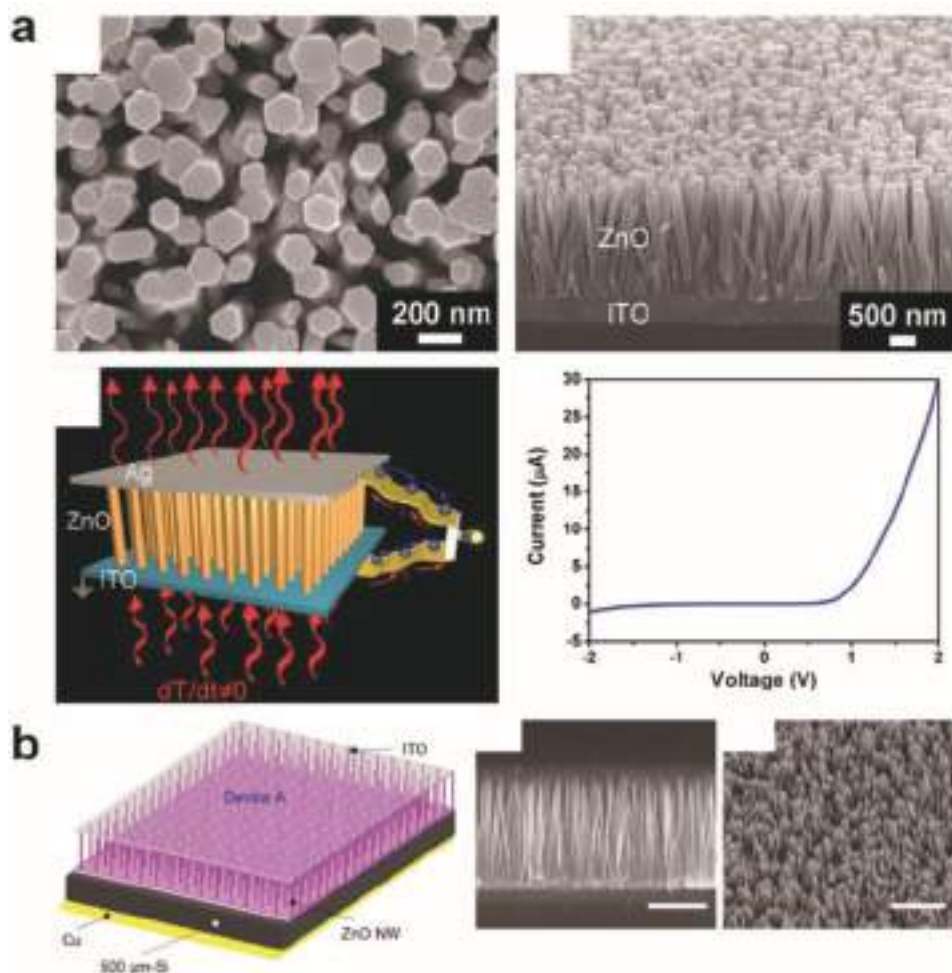 a
200 nm
ZnO
ITO
500 nm
Ag
ZnO
ITO
dT/dt≠0
30
25
20
15
10
5
0
-5
-2
-1
0
1
2
Current (μA)
Voltage (V)
b
ITO
Device A
Cu
500 μm-Si
ZnO NW